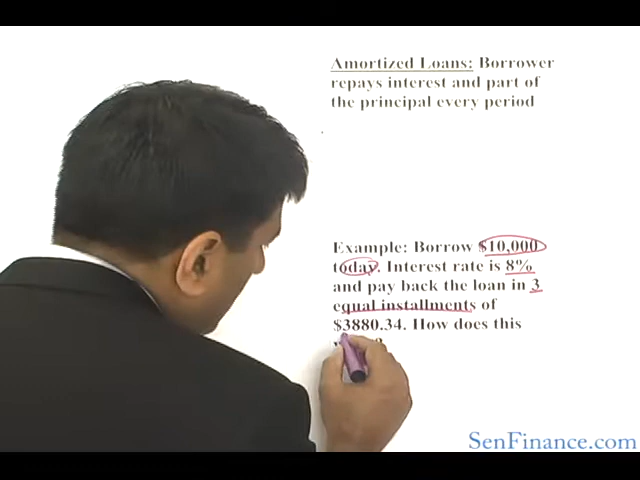 Amortized Loans: Borrower
repays interest and part of
the principal every period
Example: Borrow $10,000
today. Interest rate is 8%
and pay back the loan in 3
equal installments of
$3880.34. How does this
SenFinance.com